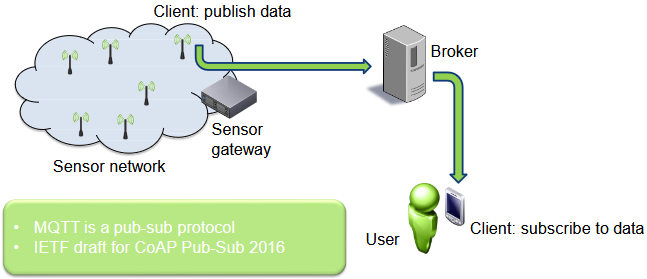 Client: publish data
Broker
Sensor
gateway
Sensor network
• MQTT is a pub-sub protocol
• IETF draft for CoAP Pub-Sub 2016
User
Client: subscribe to data